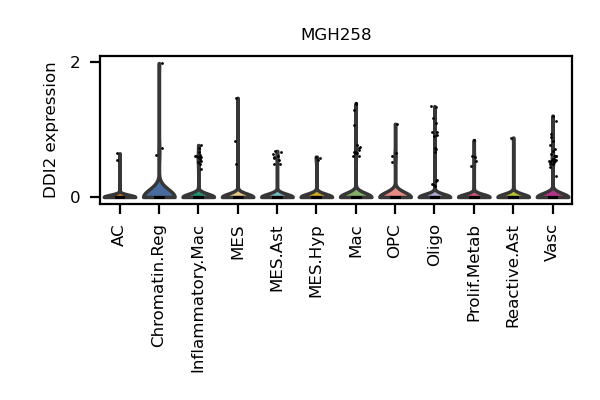 MGH258
DDI2 expression
2
0
AC
Chromatin.Reg
Inflammatory.Mac
MES
MES.Ast
MES.Hyp
Mac
OPC
Oligo
Prolif.Metab
Reactive.Ast
Vasc